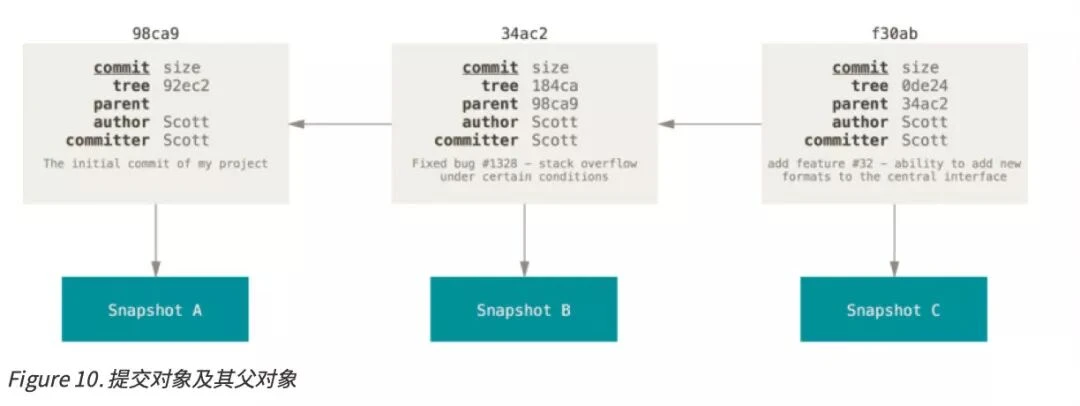 98ca9
commit size
tree 92ec2
parent
author Scott
committer Scott
The initial commit of my project
34ac2
commit size
tree 184ca
parent 98ca9
author Scott
committer Scott
Fixed bug #1328 – stack overflow
under certain conditions
f30ab
commit size
tree 0de24
parent 34ac2
author Scott
committer Scott
add feature #32 – ability to add new
formats to the central interface
Snapshot A
Snapshot B
Snapshot C
Figure 10. 提交对象及其父对象